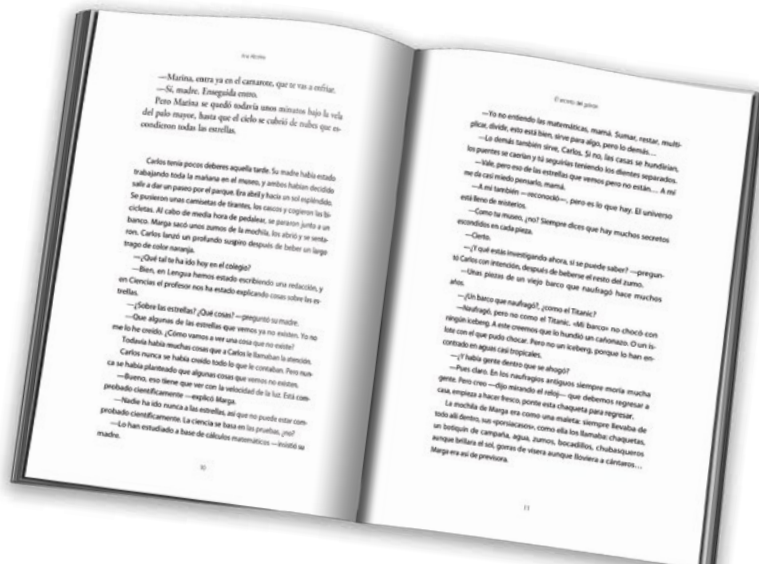 —Marina, entra ya en el camarote, que te vas a enfriar.
—Sí, madre. Enseguida entro.
Pero Marina se quedó todavía unos minutos bajo la vela
del palo mayor, hasta que el cielo se cubrió de nubes que es-
condieron todas las estrellas.
Carlos tenía pocos deberes aquella tarde. Su madre había estado
trabajando toda la mañana en el museo, y ambos habían decidido
salir a dar un paseo por el parque. Era abril y hacía un sol espléndido.
Se pusieron unas camisetas de tirantes, los cascos y cogieron las bi-
cicletas. Al cabo de media hora de pedalear, se pararon junto a un
banco. Marga sacó unos zumos de la mochila, los abrió y se senta-
ron. Carlos lanzó un profundo suspiro después de beber un largo
trago de color naranja.
—¿Qué tal te ha ido hoy en el colegio?
—Bien, en Lengua hemos estado escribiendo una redacción, y
en Ciencias el profesor nos ha estado explicando cosas sobre las es-
trellas.
—¿Sobre las estrellas? ¿Qué cosas? —preguntó su madre.
—Que algunas de las estrellas que vemos ya no existen. Yo no
me lo he creído. ¿Cómo vamos a ver una cosa que no existe?
Todavía había muchas cosas que a Carlos le llamaban la atención.
Carlos nunca se había creído todo lo que le contaban. Pero nun-
ca se había planteado que algunas cosas que vemos no existen.
—Bueno, eso tiene que ver con la velocidad de la luz. Está com-
probado científicamente —explicó Marga.
—Nadie ha ido nunca a las estrellas, así que no puede estar com-
probado científicamente. La ciencia se basa en las pruebas, ¿no?
—Lo han estudiado a base de cálculos matemáticos —insistió su
madre.
10
El secreto del galeón
—Yo no entiendo las matemáticas, mamá. Sumar, restar, multi-
plicar, dividir, esto está bien, sirve para algo, pero lo demás...
—Lo demás también sirve, Carlos. Si no, las casas se hundirían,
los puentes se caerían y tú seguirías teniendo los dientes separados.
—Vale, pero eso de las estrellas que vemos pero no están... A mí
me da casi miedo pensarlo, mamá.
—A mí también —reconoció—, pero es lo que hay. El universo
está lleno de misterios.
—Como tu museo, ¿no? Siempre dices que hay muchos secretos
escondidos en cada pieza.
—Cierto.
—¿Y qué estás investigando ahora, si se puede saber? —pregun-
tó Carlos con intención, después de beberse el resto del zumo.
—Unas piezas de un viejo barco que naufragó hace muchos
años.
—¿Un barco que naufragó?, ¿como el Titanic?
—Naufragó, pero no como el Titanic. «Mi barco» no chocó con
ningún iceberg. A este creemos que lo hundió un cañonazo. O un is-
lote con el que pudo chocar. Pero no un iceberg, porque lo han en-
contrado en aguas casi tropicales.
—¿Y había gente dentro que se ahogó?
—Pues claro. En los naufragios antiguos siempre moría mucha
gente. Pero creo —dijo mirando el reloj— que debemos regresar a
casa, empieza a hacer fresco, ponte esta chaqueta para regresar.
La mochila de Marga era como una maleta: siempre llevaba de
todo allí dentro, sus «porsiacasos», como ella los llamaba: chaquetas,
un botiquín de campaña, agua, zumos, bocadillos, chubasqueros
aunque brillara el sol, gorras de visera aunque lloviera a cántaros...
Marga era así de previsora.
11